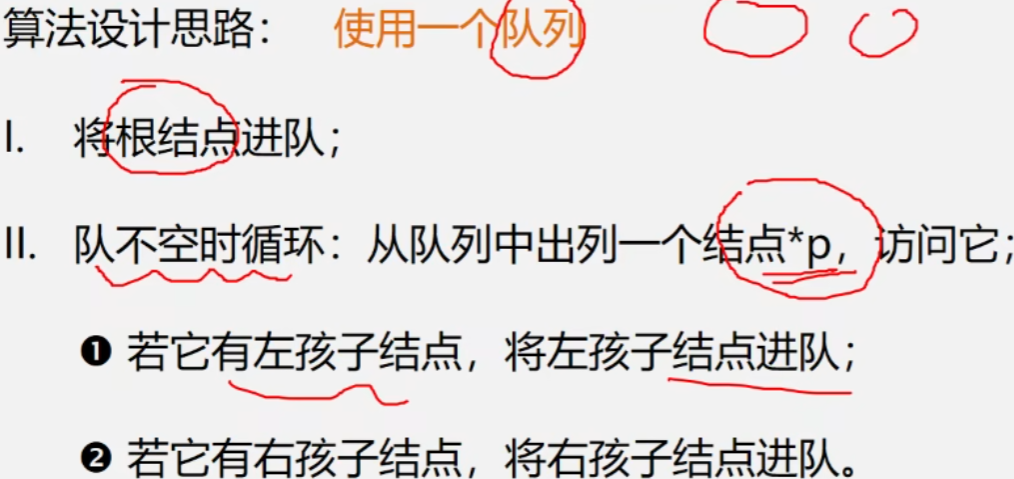 算法设计思路： 使用一个队列
I. 将根结点进队；
II. 队不空时循环：从队列中出列一个结点*p，访问它；
❶ 若它有左孩子结点，将左孩子结点进队；
❷ 若它有右孩子结点，将右孩子结点进队。